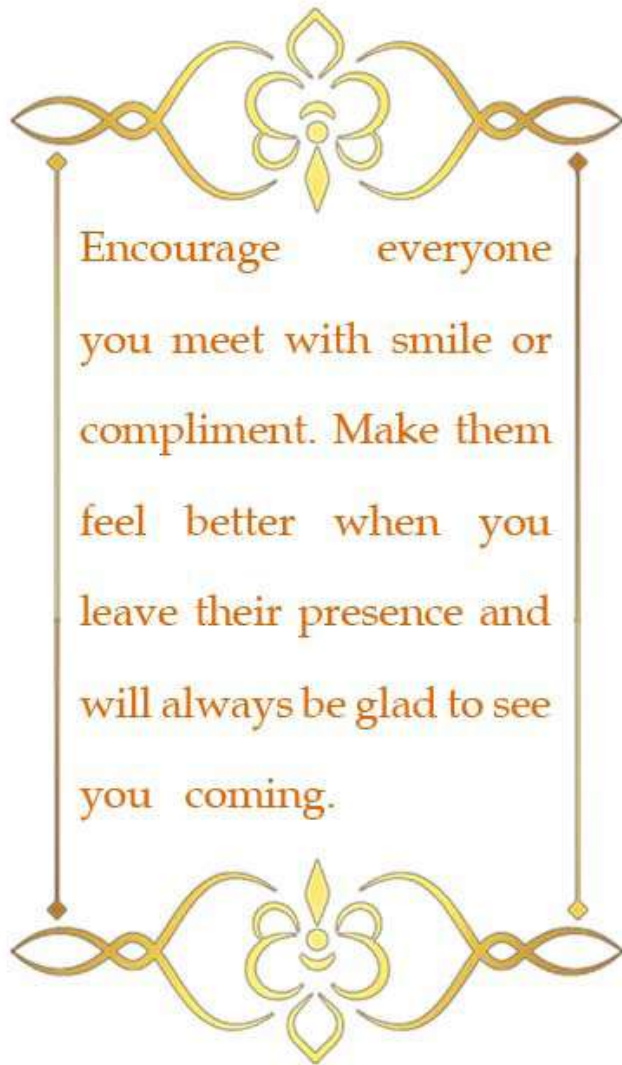 Encourage everyone
you meet with smile or
compliment. Make them
feel better when you
leave their presence and
will always be glad to see
you coming.